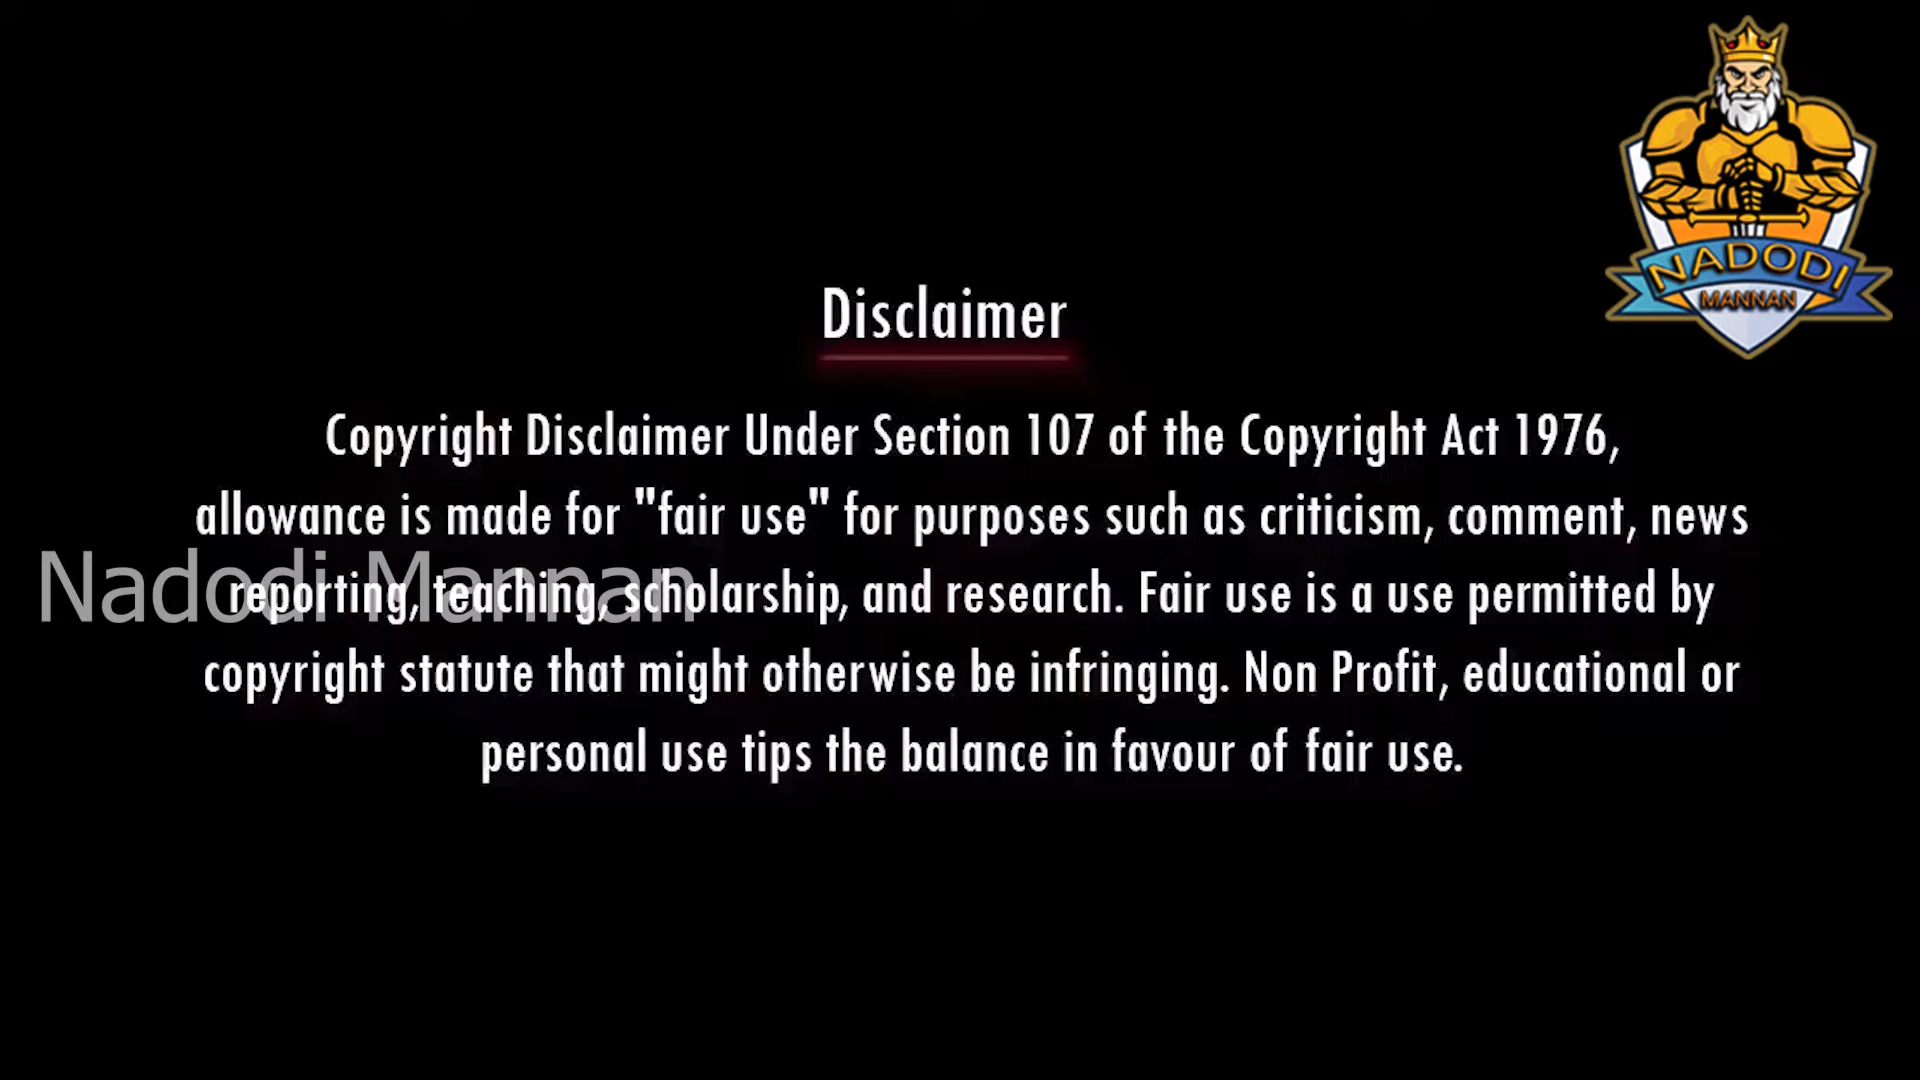 NADODI
MANNAN
Disclaimer
Copyright Disclaimer Under Section 107 of the Copyright Act 1976,
allowance is made for "fair use" for purposes such as criticism, comment, news
reporting, teaching, scholarship, and research. Fair use is a use permitted by
copyright statute that might otherwise be infringing. Non Profit, educational or
personal use tips the balance in favour of fair use.
Nadodi Mannan